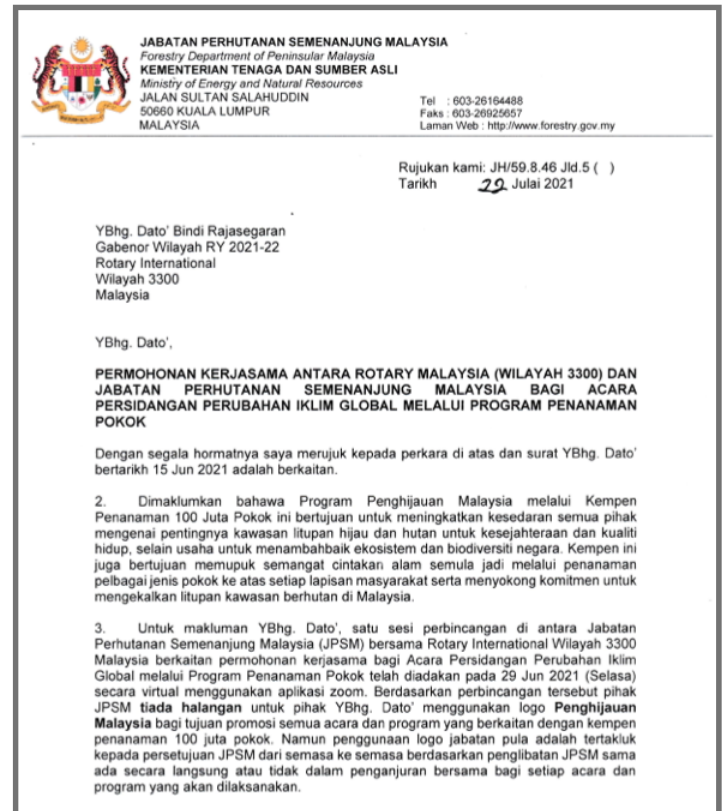 JABATAN PERHUTANAN SEMENANJUNG MALAYSIA
Forestry Department of Peninsular Malaysia
KEMENTERIAN TENAGA DAN SUMBER ASLI
Ministry of Energy and Natural Resources
JALAN SULTAN SALAHUDDIN
50660 KUALA LUMPUR
MALAYSIA
Tel : 603-26164488
Faks : 603-26925657
Laman Web : http://www.forestry.gov.my
Rujukan kami: JH/59.8.46 Jld.5 ( )
Tarikh 22 Julai 2021
YBhg. Dato' Bindi Rajasegaran
Gabenor Wilayah RY 2021-22
Rotary International
Wilayah 3300
Malaysia
YBhg. Dato',
PERMOHONAN KERJASAMA ANTARA ROTARY MALAYSIA (WILAYAH 3300) DAN
JABATAN PERHUTANAN SEMENANJUNG MALAYSIA BAGI ACARA
PERSIDANGAN PERUBAHAN IKLIM GLOBAL MELALUI PROGRAM PENANAMAN
POKOK
Dengan segala hormatnya saya merujuk kepada perkara di atas dan surat YBhg. Dato'
bertarikh 15 Jun 2021 adalah berkaitan.
2. Dimaklumkan bahawa Program Penghijauan Malaysia melalui Kempen
Penanaman 100 Juta Pokok ini bertujuan untuk meningkatkan kesedaran semua pihak
mengenai pentingnya kawasan litupan hijau dan hutan untuk kesejahteraan dan kualiti
hidup, selain usaha untuk menambahbaik ekosistem dan biodiversiti negara. Kempen ini
juga bertujuan memupuk semangat cintakan alam semula jadi melalui penanaman
pelbagai jenis pokok ke atas setiap lapisan masyarakat serta menyokong komitmen untuk
mengekalkan litupan kawasan berhutan di Malaysia.
3. Untuk makluman YBhg. Dato', satu sesi perbincangan di antara Jabatan
Perhutanan Semenanjung Malaysia (JPSM) bersama Rotary International Wilayah 3300
Malaysia berkaitan permohonan kerjasama bagi Acara Persidangan Perubahan Iklim
Global melalui Program Penanaman Pokok telah diadakan pada 29 Jun 2021 (Selasa)
secara virtual menggunakan aplikasi zoom. Berdasarkan perbincangan tersebut pihak
JPSM tiada halangan untuk pihak YBhg. Dato' menggunakan logo Penghijauan
Malaysia bagi tujuan promosi semua acara dan program yang berkaitan dengan kempen
penanaman 100 juta pokok. Namun penggunaan logo jabatan pula adalah tertakluk
kepada persetujuan JPSM dari semasa ke semasa berdasarkan penglibatan JPSM sama
ada secara langsung atau tidak dalam penganjuran bersama bagi setiap acara dan
program yang akan dilaksanakan.